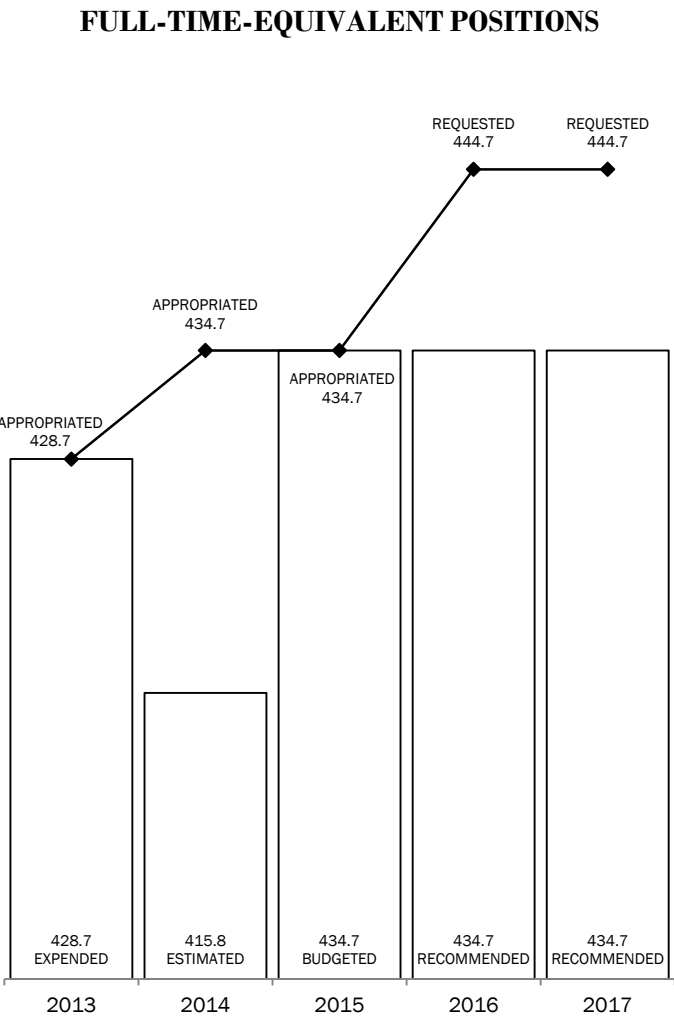 FULL-TIME-EQUIVALENT POSITIONS
REQUESTED
444.7
REQUESTED
444.7
APPROPRIATED
434.7
APPROPRIATED
434.7
APPROPRIATED
428.7
428.7
EXPENDED
415.8
ESTIMATED
434.7
BUDGETED
434.7
RECOMMENDED
434.7
RECOMMENDED
2013
2014
2015
2016
2017